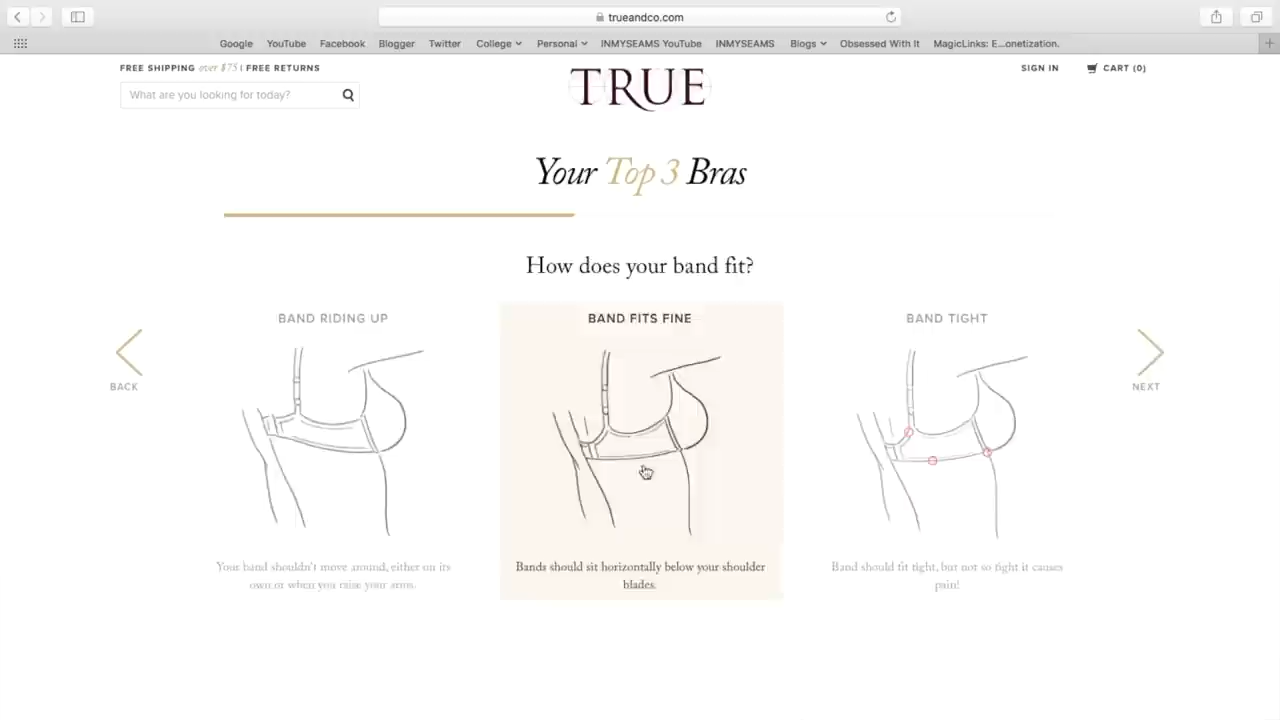 trueandco.com
Google YouTube Facebook Blogger Twitter College Personal INMYSEAMS YouTube INMYSEAMS Blogs Obsessed With It MagicLinks: E...onetization.
FREE SHIPPING over $75 | FREE RETURNS
SIGN IN
CART (0)
What are you looking for today?
TRUE
Your Top 3 Bras
How does your band fit?
BAND RIDING UP
BAND FITS FINE
BAND TIGHT
BACK
NEXT
Your band shouldn't move around, either on its
own or when you raise your arms.
Bands should sit horizontally below your shoulder
blades.
Band should fit tight, but not so tight it causes
pain!